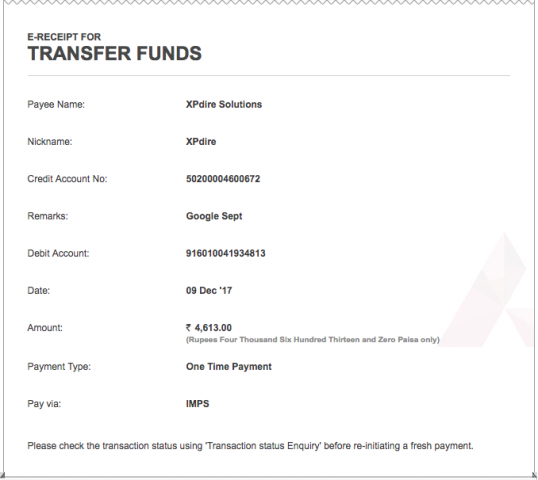 E-RECEIPT FOR
TRANSFER FUNDS
Payee Name: XPdire Solutions
Nickname: XPdire
Credit Account No: 50200004600672
Remarks: Google Sept
Debit Account: 916010041934813
Date: 09 Dec '17
Amount: ₹ 4,613.00
(Rupees Four Thousand Six Hundred Thirteen and Zero Paisa only)
Payment Type: One Time Payment
Pay via: IMPS
Please check the transaction status using 'Transaction status Enquiry' before re-initiating a fresh payment.